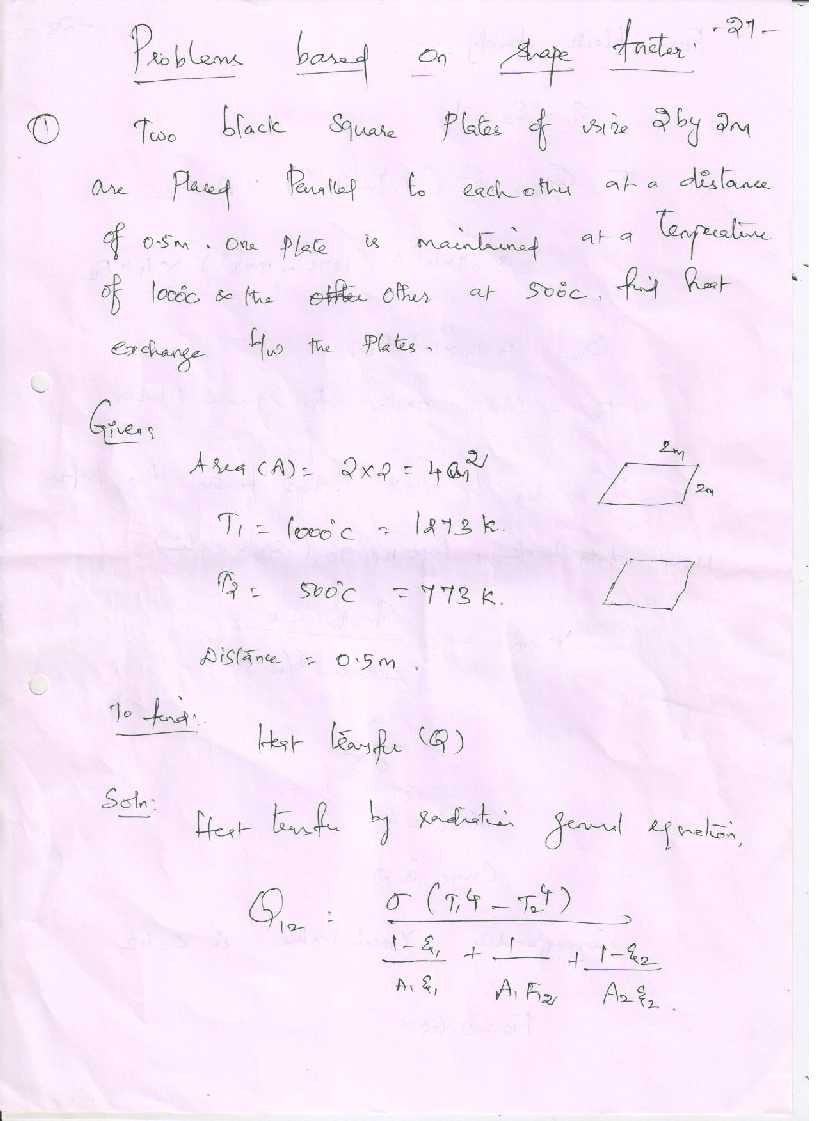 - 27 -
Problems based on shape factor.
① Two black square plates of size 2 by 2m
are placed parallel to each other at a distance
of 0.5m. One plate is maintained at a temperature
of 1000°C & the other at 500°C. find heat
exchange b/w the plates.
Given:
Area (A) = 2×2 = 4m²
2m
2m
T₁ = 1000°C = 1273 K.
T₂ = 500°C = 773 K.
Distance = 0.5m.
To find:
Heat transfer (Q)
Soln:
Heat transfer by radiation general equation,
Q₁₂ = σ (T₁⁴ - T₂⁴)
1-ε₁ / A₁ε₁ + 1 / A₁F₁₂ + 1-ε₂ / A₂ε₂.